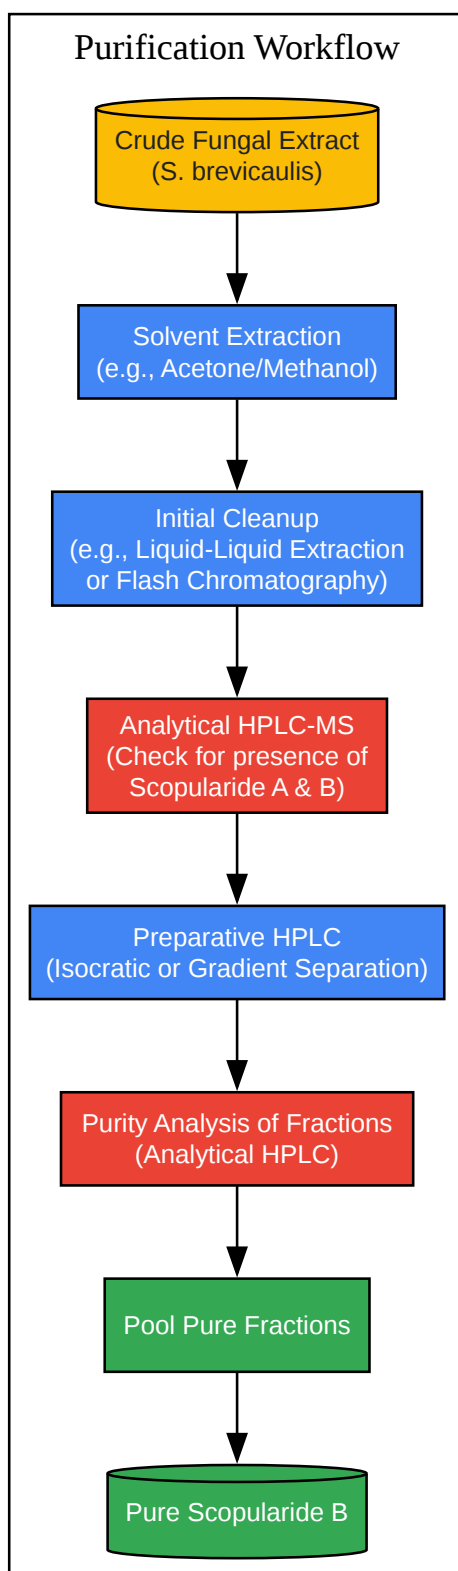 Purification Workflow
Crude Fungal Extract
(S. brevicaulis)
Solvent Extraction
(e.g., Acetone/Methanol)
Initial Cleanup
(e.g., Liquid-Liquid Extraction
or Flash Chromatography)
Analytical HPLC-MS
(Check for presence of
Scopularide A & B)
Preparative HPLC
(Isocratic or Gradient Separation)
Purity Analysis of Fractions
(Analytical HPLC)
Pool Pure Fractions
Pure Scopularide B